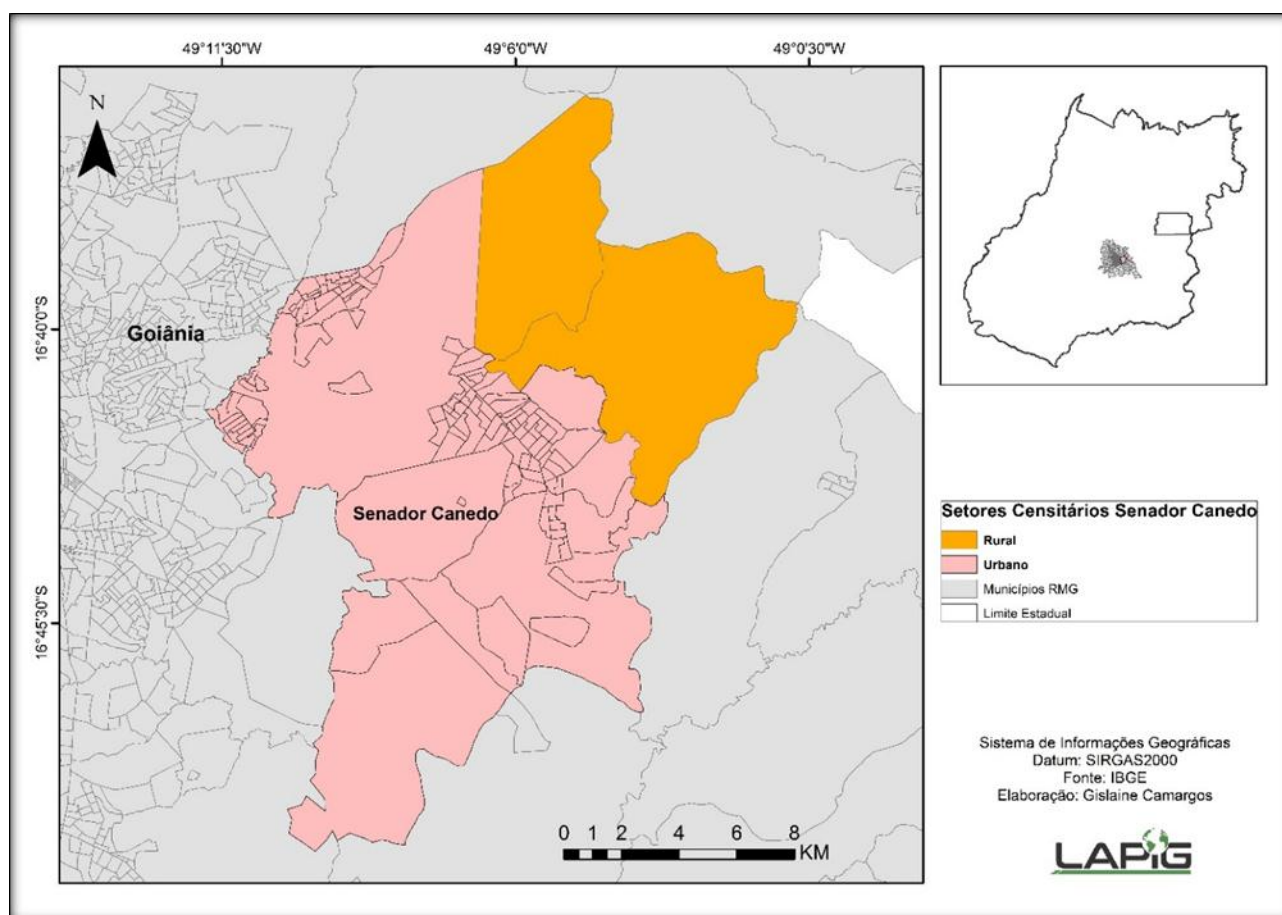 49°11'30"W
49°6'0"W
49°0'30"W
N
16°40'0"S
Goiânia
Senador Canedo
16°45'30"S
0 1 2 4 6 8
KM
Setores Censitários Senador Canedo
Rural
Urbano
Municípios RMG
Limite Estadual
Sistema de Informações Geográficas
Datum: SIRGAS2000
Fonte: IBGE
Elaboração: Gislaine Camargos
LAPIG